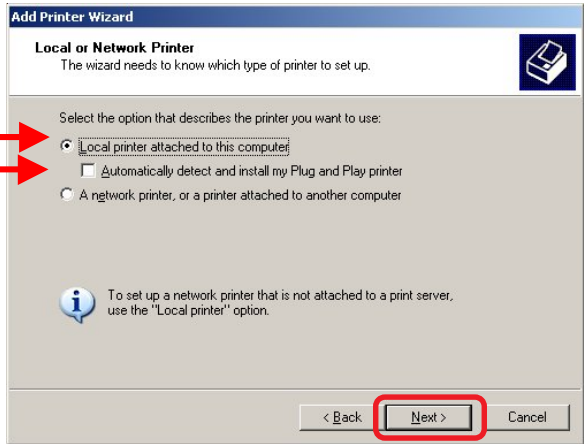 Add Printer Wizard
Local or Network Printer
The wizard needs to know which type of printer to set up.
Select the option that describes the printer you want to use:
Local printer attached to this computer
Automatically detect and install my Plug and Play printer
A network printer, or a printer attached to another computer
To set up a network printer that is not attached to a print server,
use the "Local printer" option.
< Back
Next >
Cancel